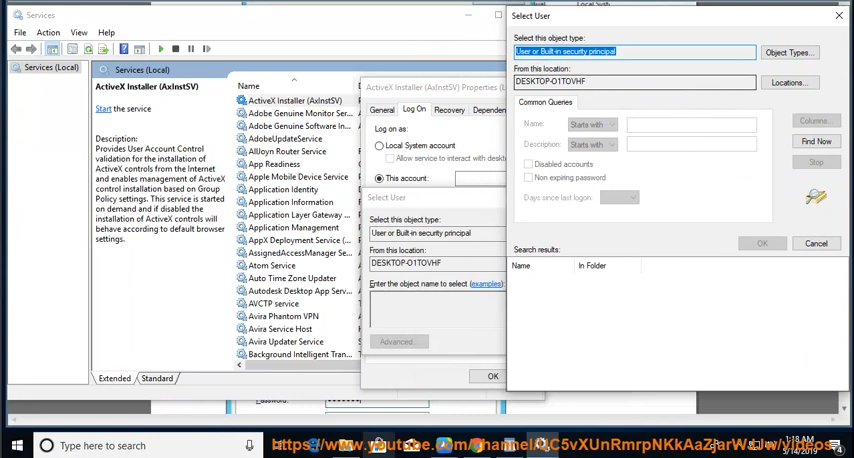 Services
File Action View
Services (Local)
Services (Local)
ActiveX Installer (AxInstSV)
Start the service
Description:
Provides User Account Control
validation for the installation of
ActiveX controls from the Internet
and enables management of ActiveX
control installation based on Group
Policy settings. This service is started
on demand and if disabled the
installation of ActiveX controls will
behave according to default browser
settings.
Name
ActiveX Installer (AxInstSV)
Adobe Genuine Monitor Ser...
Adobe Genuine Software In...
AdobeUpdateService
AllJoyn Router Service
App Readiness
Apple Mobile Device Service
Application Identity
Application Information
Application Layer Gateway ...
Application Management
AppX Deployment Service (...
AssignedAccessManager Se...
Atom Service
Auto Time Zone Updater
Autodesk Desktop App Serv...
AVCTP service
Avira Phantom VPN
Avira Service Host
Avira Updater Service
Background Intelligent Tran...
Extended Standard
ActiveX Installer (AxInstSV) Properties (L
General Log On Recovery Dependen
Log on as:
Local System account
Allow service to interact with deskt
This account:
Select User
Select this object type:
User or Built-in security principal
From this location:
DESKTOP-O1TOVHF
Enter the object name to select (examples):
Advanced...
OK
Select User
Select this object type:
User or Built-in security principal
Object Types...
From this location:
DESKTOP-O1TOVHF
Locations...
Common Queries
Name: Starts with
Description: Starts with
Disabled accounts
Non expiring password
Days since last logon:
Columns...
Find Now
Stop
OK Cancel
Search results:
Name In Folder
Type here to search
1:18 AM
3/14/2019
4